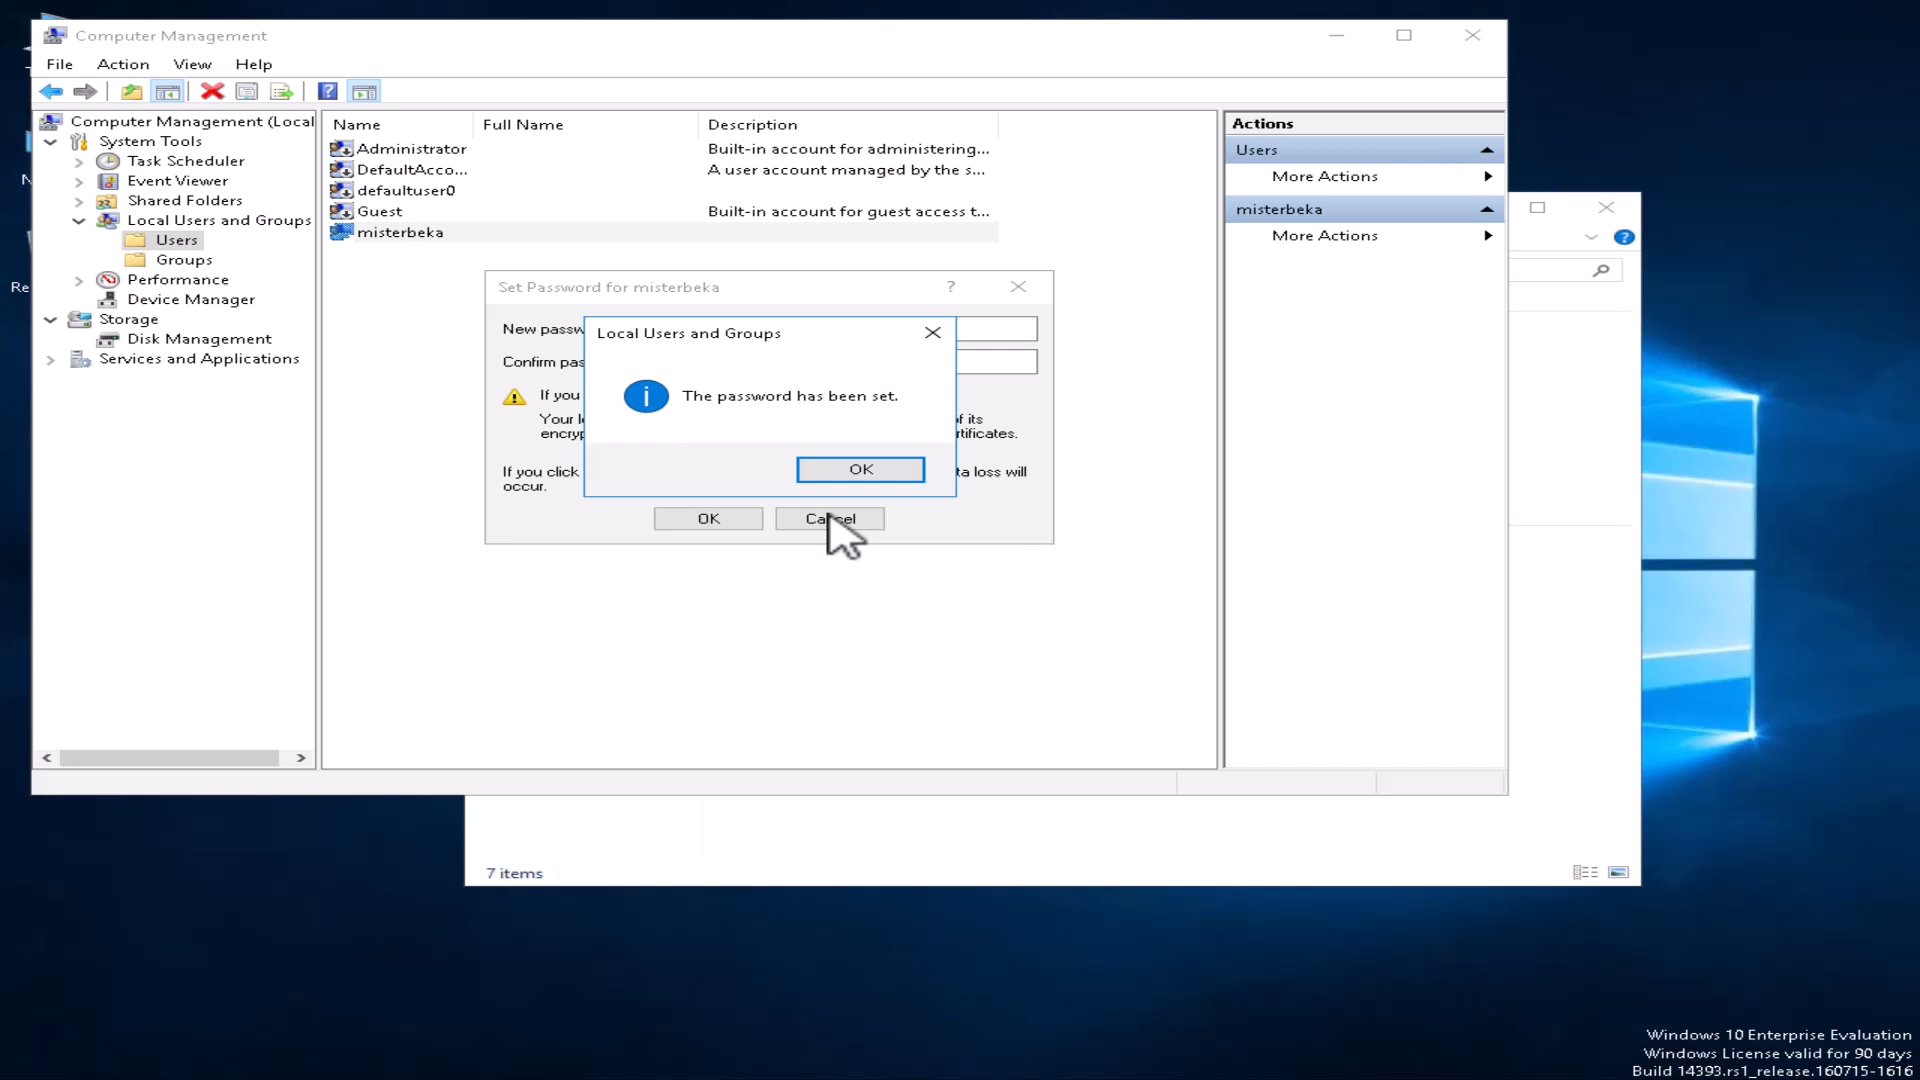 Computer Management
File Action View Help
Computer Management (Local
System Tools
Task Scheduler
Event Viewer
Shared Folders
Local Users and Groups
Users
Groups
Performance
Device Manager
Storage
Disk Management
Services and Applications
Name Full Name Description
Administrator Built-in account for administering...
DefaultAcco... A user account managed by the s...
defaultuser0
Guest Built-in account for guest access t...
misterbeka
Actions
Users
More Actions
misterbeka
More Actions
Set Password for misterbeka
New passw
Confirm pas
If you
Your l
of its
encryp
rtificates.
If you click
ta loss will
occur.
OK Cancel
Local Users and Groups
The password has been set.
OK
Re
7 items
Windows 10 Enterprise Evaluation
Windows License valid for 90 days
Build 14393.rs1_release.160715-1616